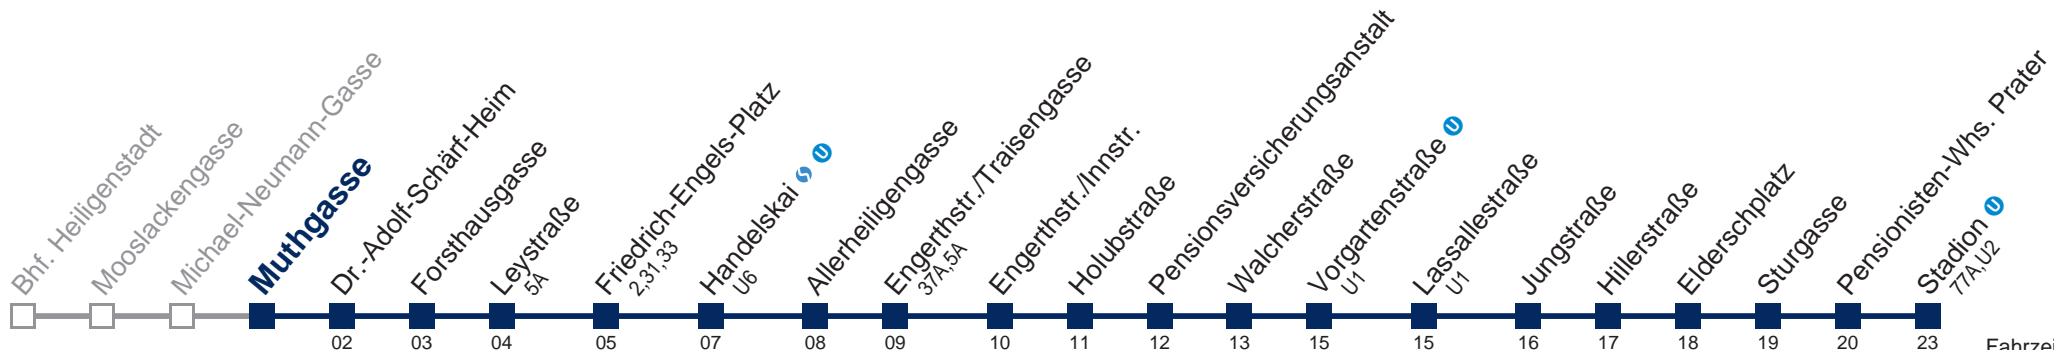 Bhf. Heiligenstadt
Mooslackengasse
Michael-Neumann-Gasse
Muthgasse
Dr.-Adolf-Schärf-Heim
02
Forsthausgasse
03
Leystraße
5A
04
Friedrich-Engels-Platz
2,31,33
05
Handelskai S U
U6
07
Allerheiligengasse
08
Engerthstr./Traisengasse
37A,5A
09
Engerthstr./Innstr.
10
Holubstraße
11
Pensionsversicherungsanstalt
12
Walcherstraße
13
Vorgartenstraße U
U1
15
Lassallestraße
U1
15
Jungstraße
16
Hillerstraße
17
Elderschplatz
18
Sturgasse
19
Pensionisten-Whs. Prater
20
Stadion U
77A,U2
23
Fahrzei